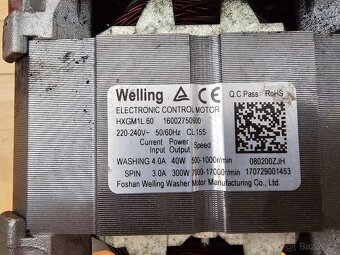 Welling
Q.C Pass RoHS
ELECTRONIC CONTROL MOTOR
HXGM1L.60
220-240V~ 50/60Hz CL.155
Current Power Speed
Input Output
WASHING 4.0A 40W 500-1000r/min
080200ZJH
SPIN 3.0A 300W 7000-17000r/min
170729001453
Foshan Welling Washer Motor Manufacturing Co., Ltd.